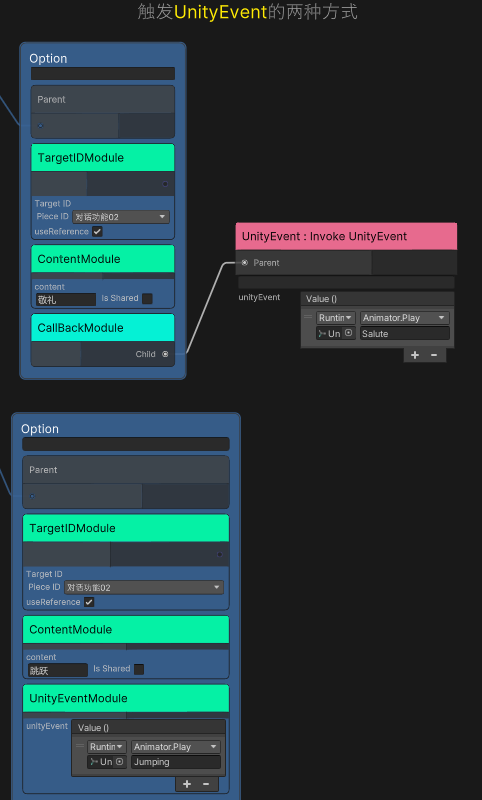 触发UnityEvent的两种方式
Option
Parent
TargetIDModule
Target ID
Piece ID 对话功能02
useReference
ContentModule
content
敬礼 Is Shared
CallBackModule
Child
UnityEvent : Invoke UnityEvent
Parent
unityEvent Value ()
Runtin Animator.Play
Un Salute
+ −
Option
Parent
TargetIDModule
Target ID
Piece ID 对话功能02
useReference
ContentModule
content
跳跃 Is Shared
UnityEventModule
unityEvent Value ()
Runtin Animator.Play
Un Jumping
+ −